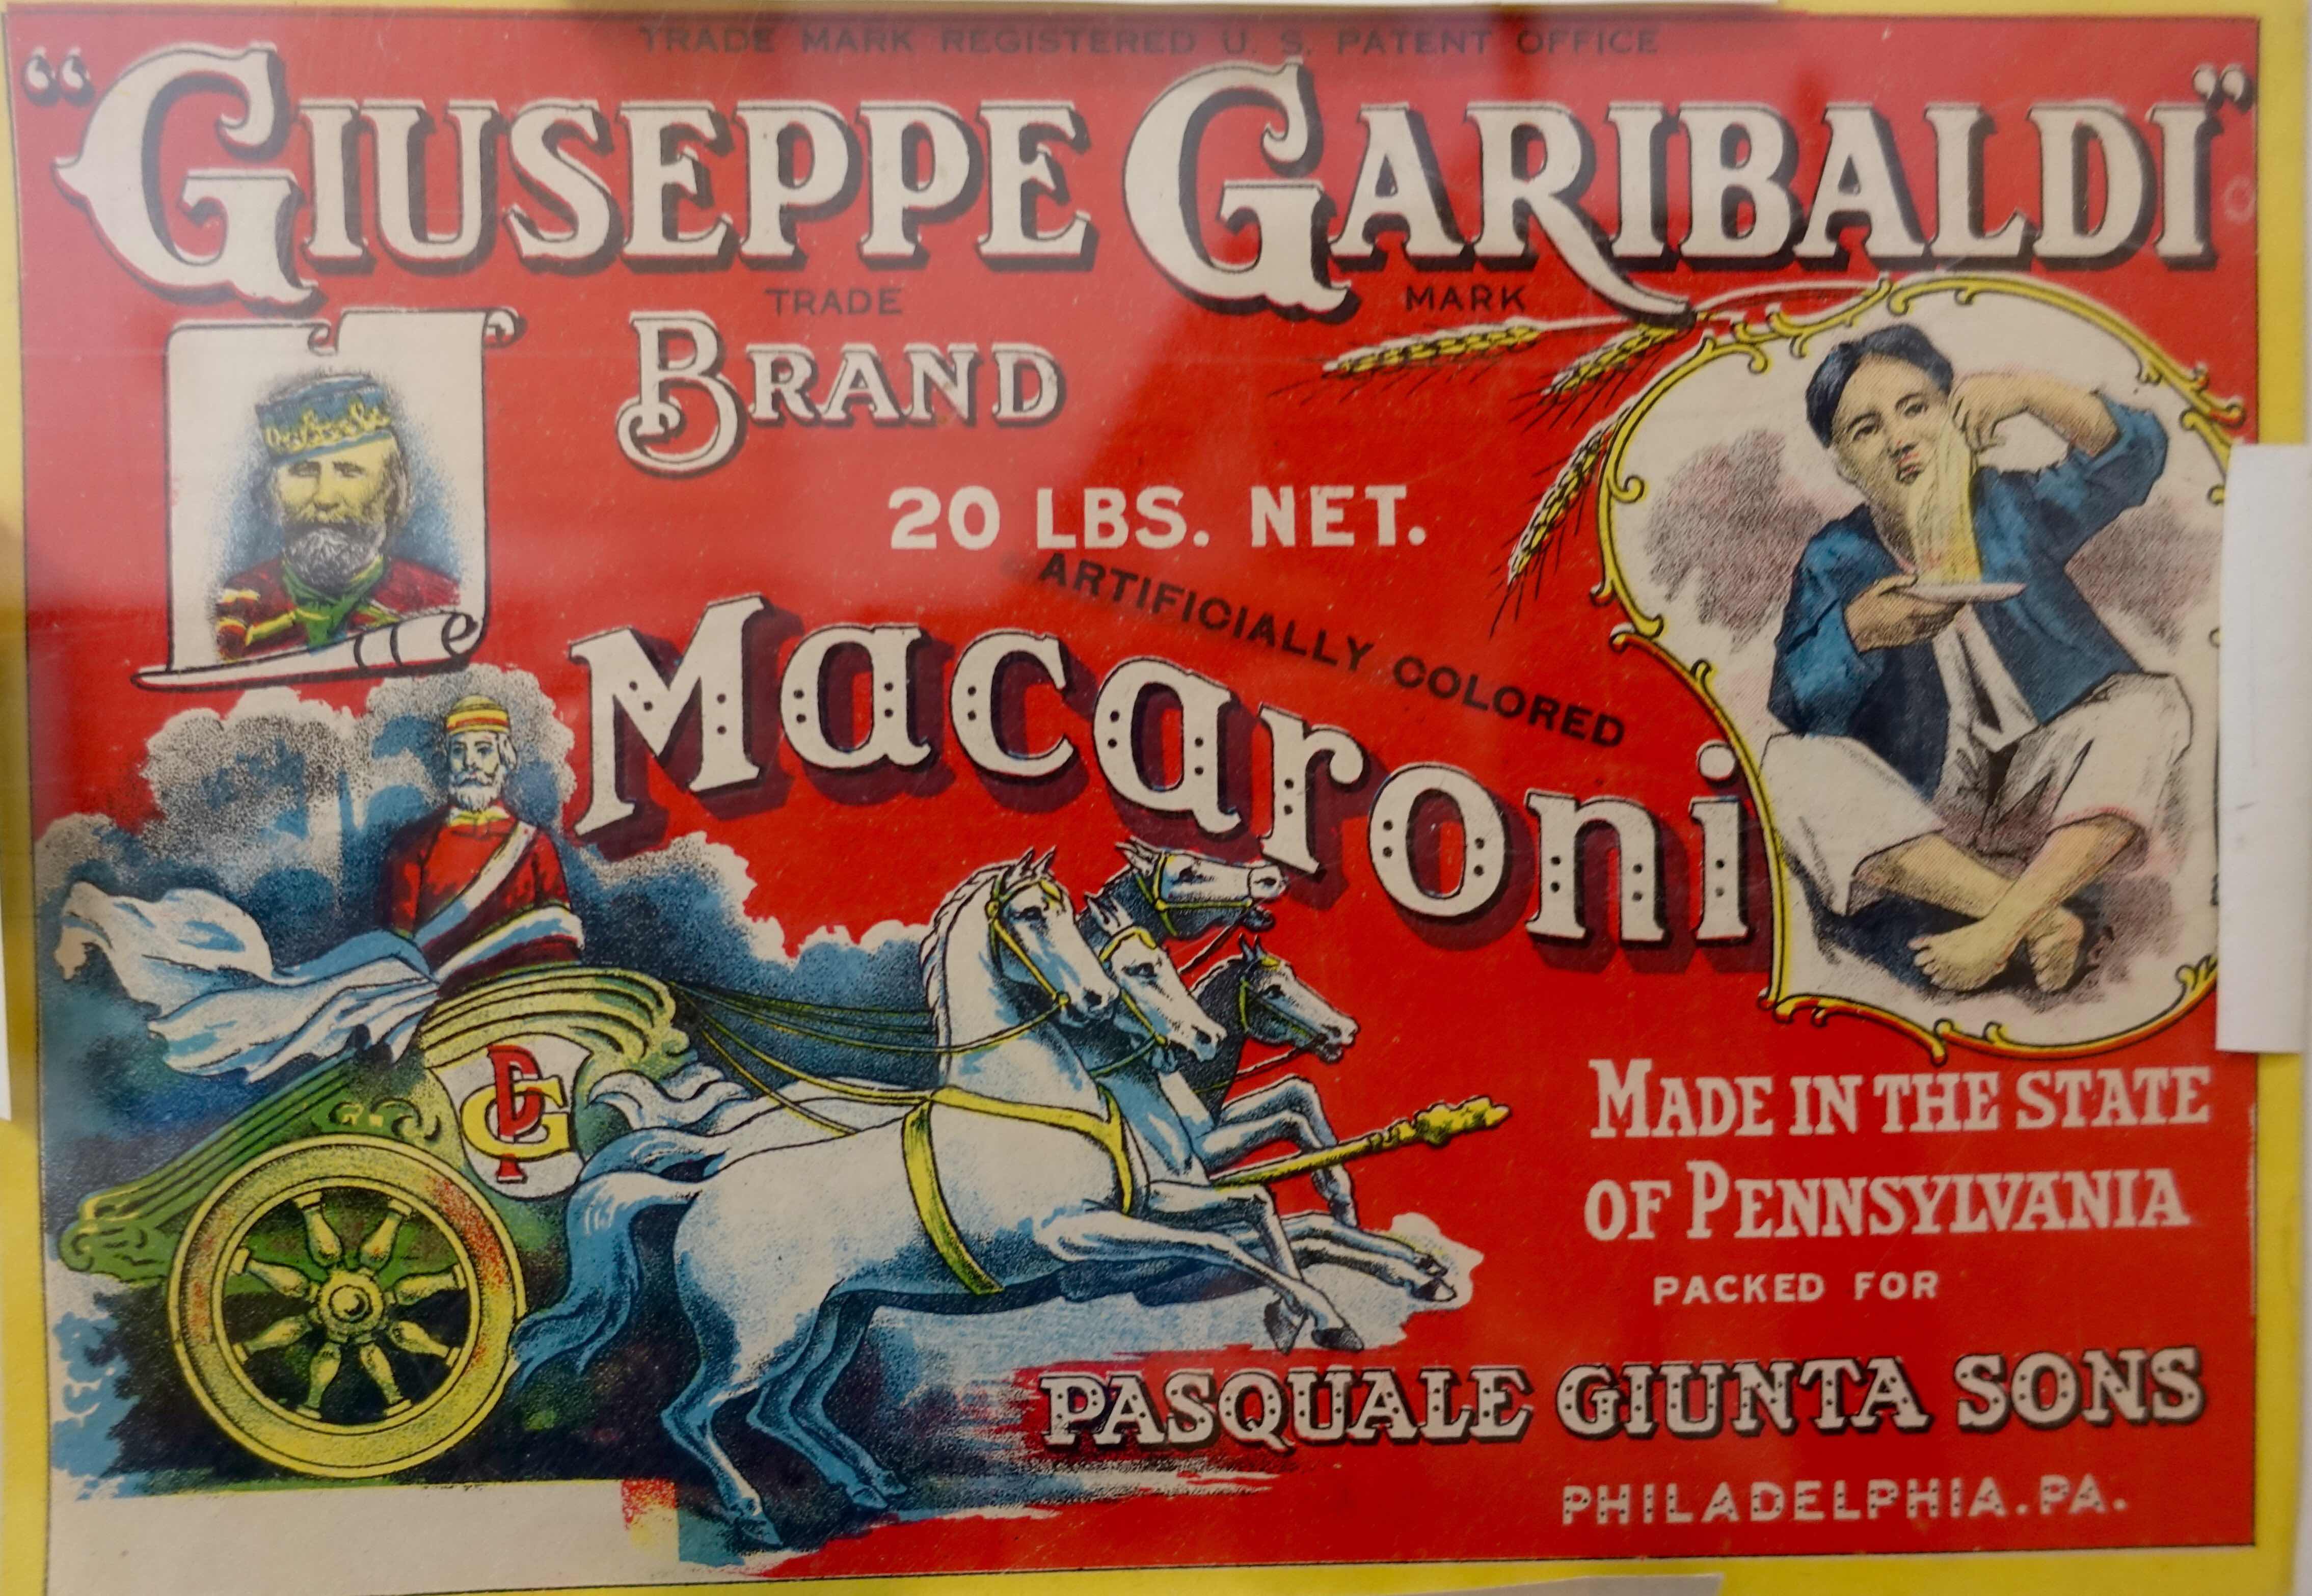 TRADE MARK REGISTERED U. S. PATENT OFFICE
“GIUSEPPE GARIBALDI”
TRADE MARK
BRAND
20 LBS. NET.
ARTIFICIALLY COLORED
Macaroni
PG
MADE IN THE STATE
OF PENNSYLVANIA
PACKED FOR
PASQUALE GIUNTA SONS
PHILADELPHIA. PA.